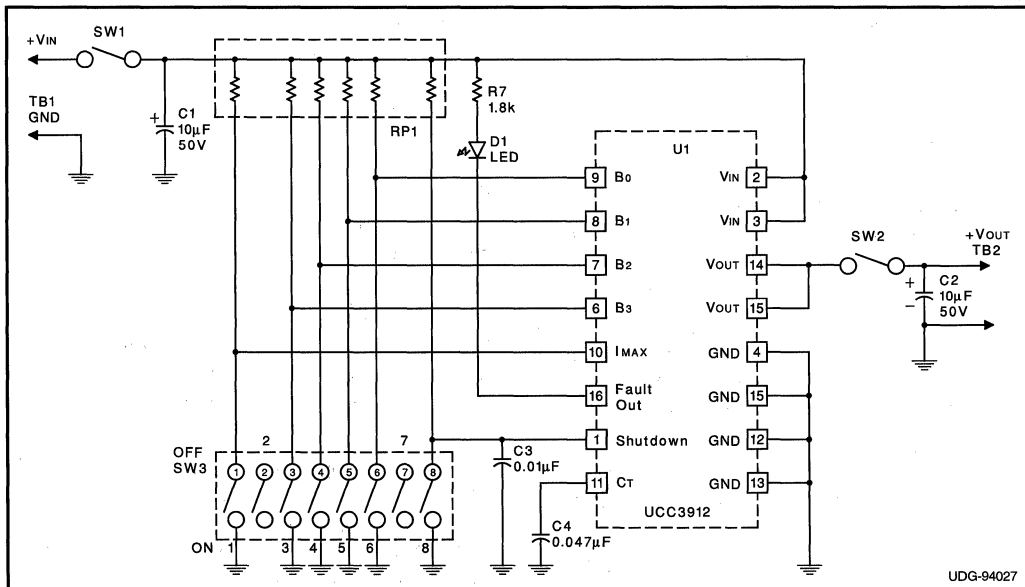 +VIN
SW1
TB1
GND
C1
10μF
50V
RP1
R7
1.8k
D1
LED
U1
9 B0 VIN 2
8 B1 VIN 3
7 B2 VOUT 14
6 B3 VOUT 15
10 IMAX GND 4
16 Fault Out GND 15
1 Shutdown GND 12
11 CT GND 13
UCC3912
SW2
+VOUT
TB2
+
C2
10μF
50V
−
+
OFF
SW3
2 7
1 2 3 4 5 6 7 8
ON 1 3 4 5 6 8
C3
0.01μF
C4
0.047μF
UDG-94027